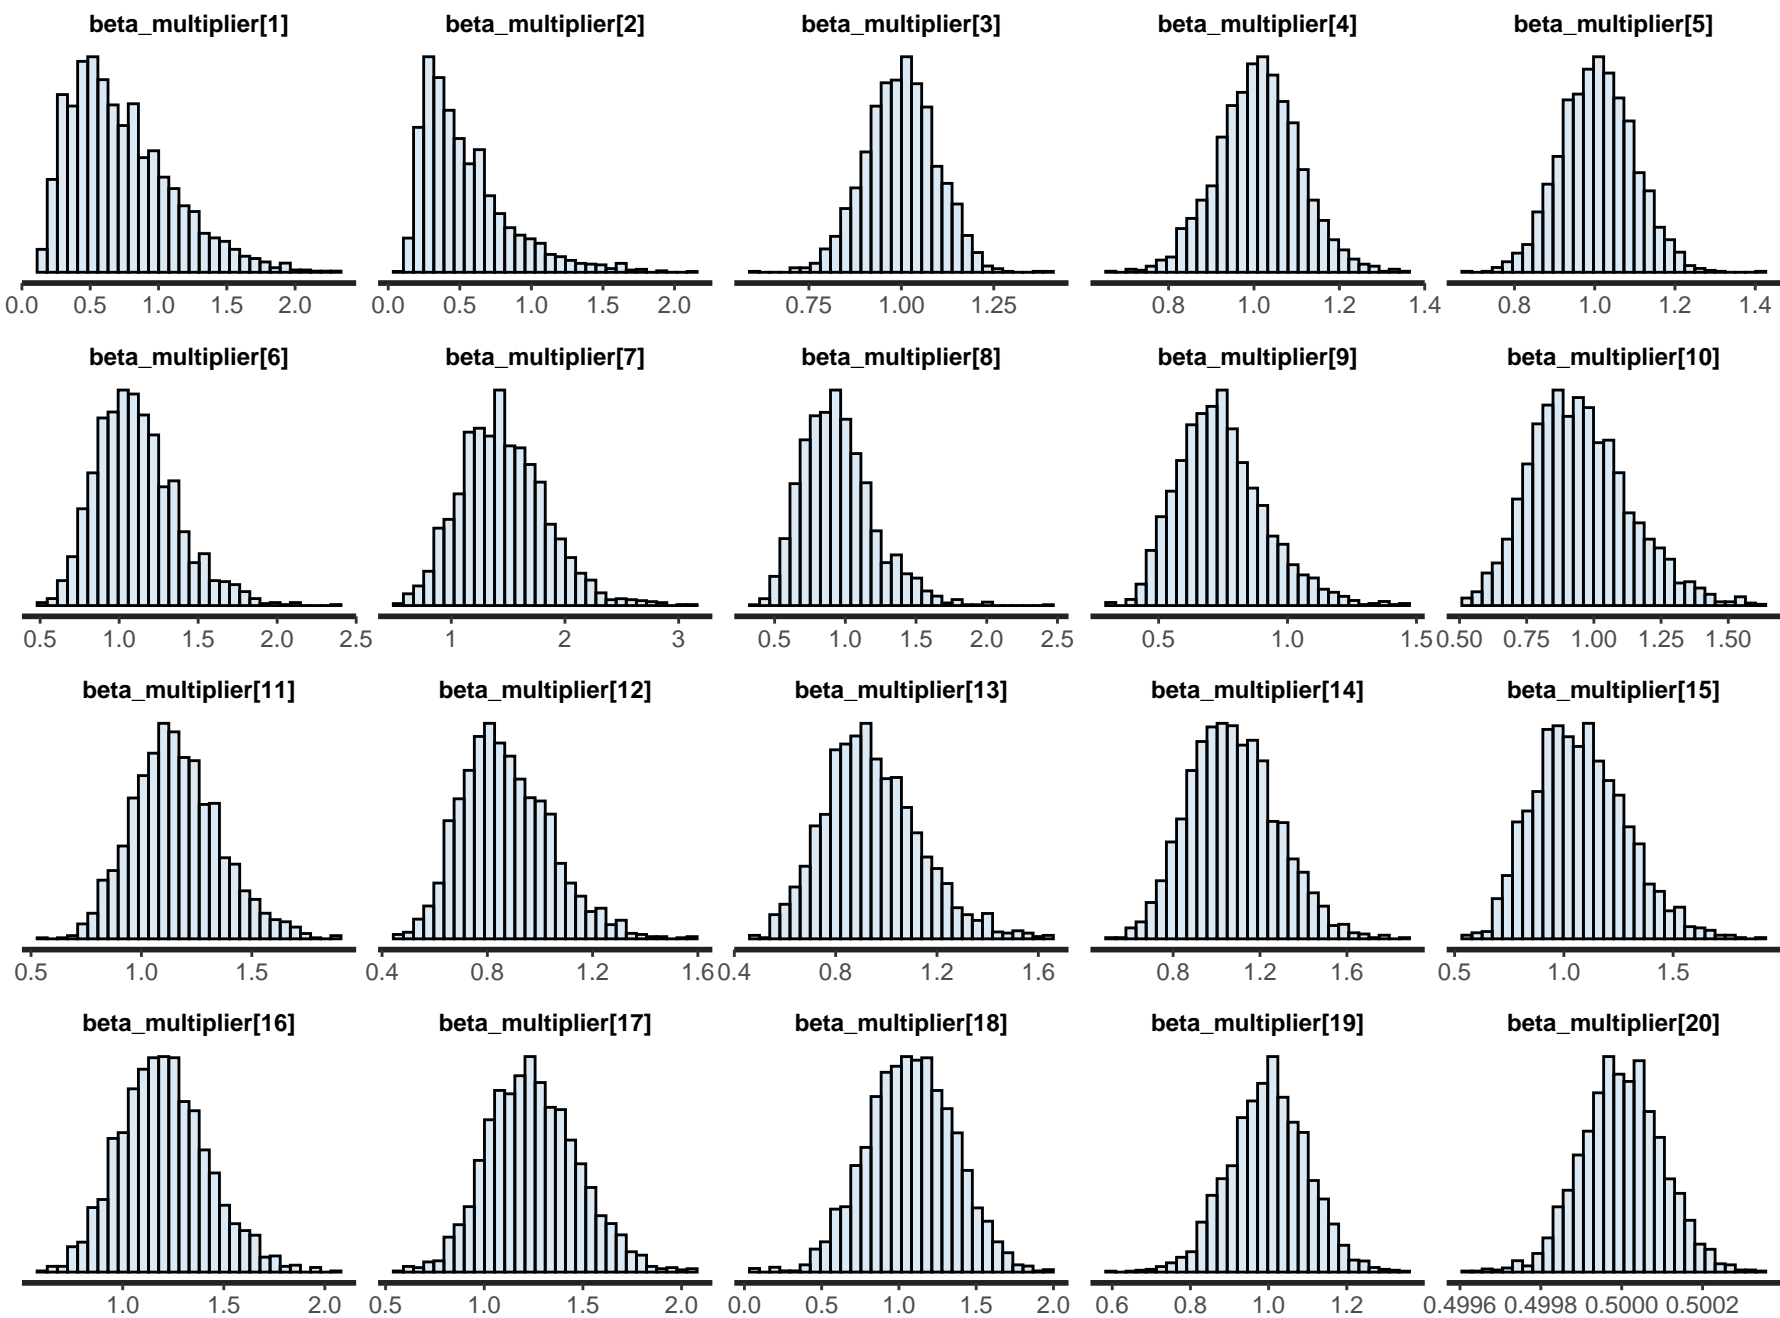 beta_multiplier[1] beta_multiplier[2] beta_multiplier[3] beta_multiplier[4] beta_multiplier[5]
0.0 0.5 1.0 1.5 2.0 0.0 0.5 1.0 1.5 2.0 0.75 1.00 1.25 0.8 1.0 1.2 1.4 0.8 1.0 1.2 1.4
beta_multiplier[6] beta_multiplier[7] beta_multiplier[8] beta_multiplier[9] beta_multiplier[10]
0.5 1.0 1.5 2.0 2.5 1 2 3 0.5 1.0 1.5 2.0 2.5 0.5 1.0 1.5 0.50 0.75 1.00 1.25 1.50
beta_multiplier[11] beta_multiplier[12] beta_multiplier[13] beta_multiplier[14] beta_multiplier[15]
0.5 1.0 1.5 0.4 0.8 1.2 1.6 0.4 0.8 1.2 1.6 0.8 1.2 1.6 0.5 1.0 1.5
beta_multiplier[16] beta_multiplier[17] beta_multiplier[18] beta_multiplier[19] beta_multiplier[20]
1.0 1.5 2.0 0.5 1.0 1.5 2.0 0.0 0.5 1.0 1.5 2.0 0.6 0.8 1.0 1.2 0.4996 0.4998 0.5000 0.5002